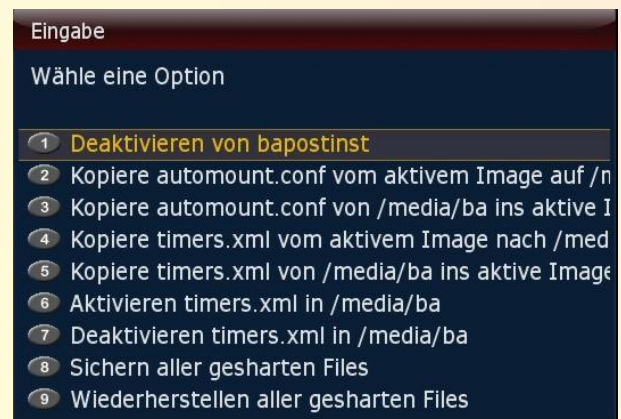 Eingabe
Wähle eine Option
1 Deaktivieren von bapostinst
2 Kopiere automount.conf vom aktivem Image auf /m
3 Kopiere automount.conf von /media/ba ins aktive I
4 Kopiere timers.xml vom aktivem Image nach /med
5 Kopiere timers.xml von /media/ba ins aktive Image
6 Aktivieren timers.xml in /media/ba
7 Deaktivieren timers.xml in /media/ba
8 Sichern aller gesharten Files
9 Wiederherstellen aller gesharten Files